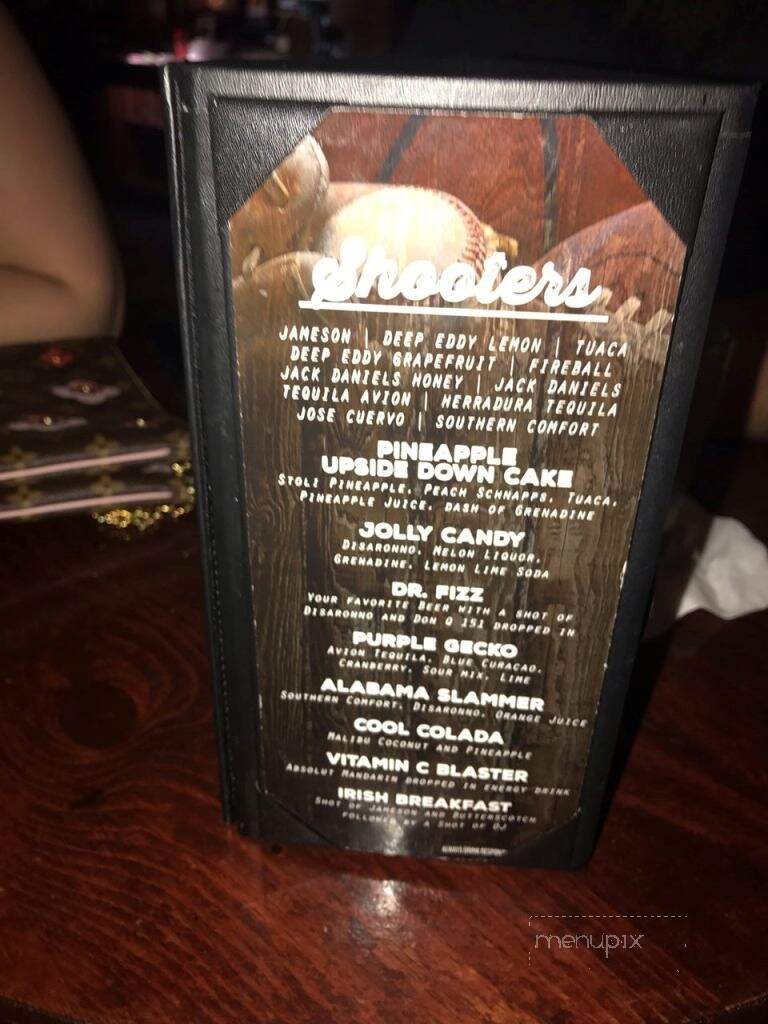 Shooters
JAMESON | DEEP EDDY LEMON | TUACA
DEEP EDDY GRAPEFRUIT | FIREBALL
JACK DANIELS HONEY | JACK DANIELS
TEQUILA AVION | HERRADURA TEQUILA
JOSE CUERVO | SOUTHERN COMFORT
PINEAPPLE
UPSIDE DOWN CAKE
STOLI PINEAPPLE, PEACH SCHNAPPS, TUACA,
PINEAPPLE JUICE, DASH OF GRENADINE
JOLLY CANDY
DISARONNO, MELON LIQUOR,
GRENADINE, LEMON LIME SODA
DR. FIZZ
YOUR FAVORITE BEER WITH A SHOT OF
DISARONNO AND DON Q 151 DROPPED IN
PURPLE GECKO
AVION TEQUILA, BLUE CURACAO,
CRANBERRY, SOUR MIX, LIME
ALABAMA SLAMMER
SOUTHERN COMFORT, DISARONNO, ORANGE JUICE
COOL COLADA
MALIBU COCONUT AND PINEAPPLE
VITAMIN C BLASTER
ABSOLUT MANDARIN DROPPED IN ENERGY DRINK
IRISH BREAKFAST
SHOT OF JAMESON AND BUTTERSCOTCH
FOLLOWED BY A SHOT OF OJ
menupix